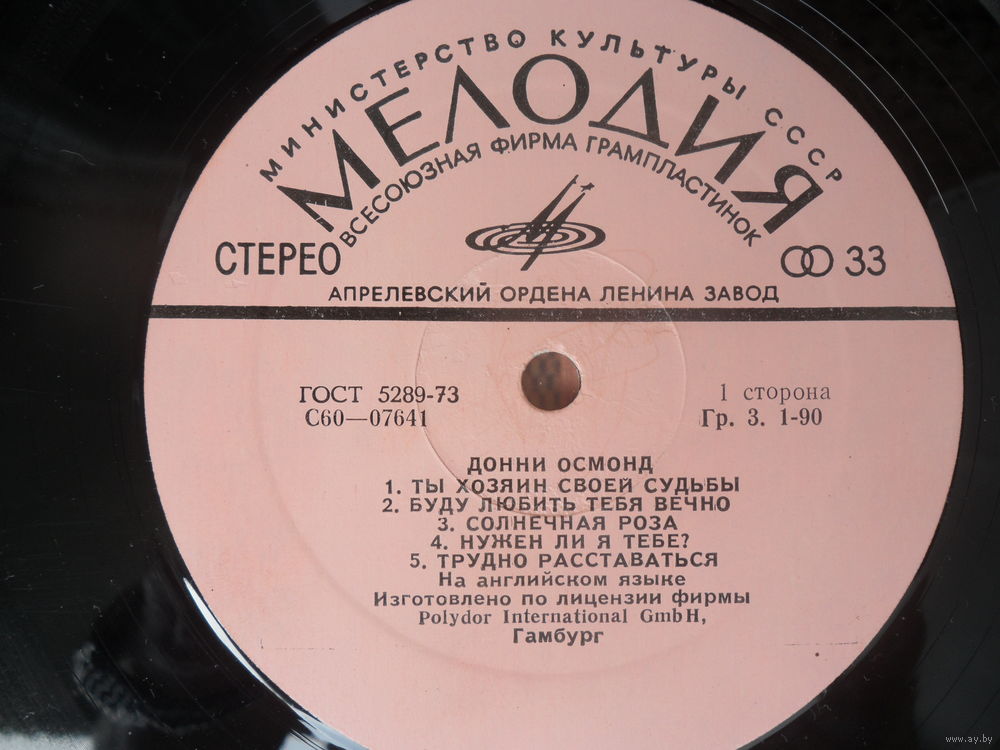 МИНИСТЕРСТВО КУЛЬТУРЫ СССР
МЕЛОДИЯ
ВСЕСОЮЗНАЯ ФИРМА ГРАМПЛАСТИНОК
СТЕРЕО
33
АПРЕЛЕВСКИЙ ОРДЕНА ЛЕНИНА ЗАВОД
ГОСТ 5289-73
1 сторона
С60—07641
Гр. 3. 1-90
ДОННИ ОСМОНД
1. ТЫ ХОЗЯИН СВОЕЙ СУДЬБЫ
2. БУДУ ЛЮБИТЬ ТЕБЯ ВЕЧНО
3. СОЛНЕЧНАЯ РОЗА
4. НУЖЕН ЛИ Я ТЕБЕ?
5. ТРУДНО РАССТАВАТЬСЯ
На английском языке
Изготовлено по лицензии фирмы
Polydor International GmbH,
Гамбург
www.ay.by